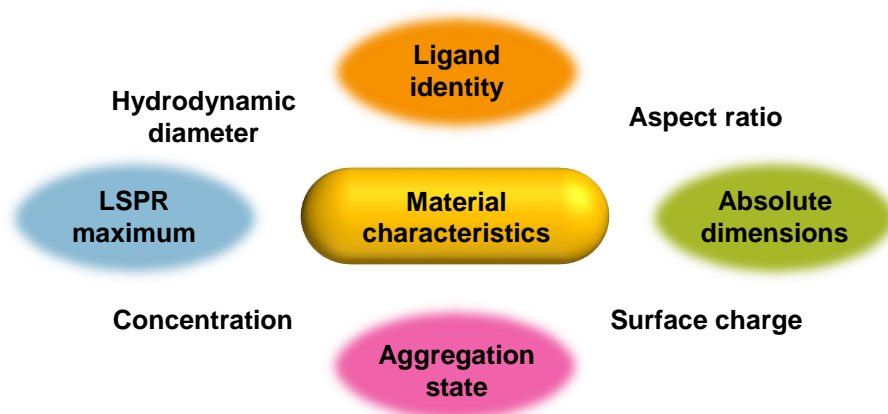 Ligand
identity
Hydrodynamic
diameter
Aspect ratio
LSPR
maximum
Material
characteristics
Absolute
dimensions
Concentration
Surface charge
Aggregation
state